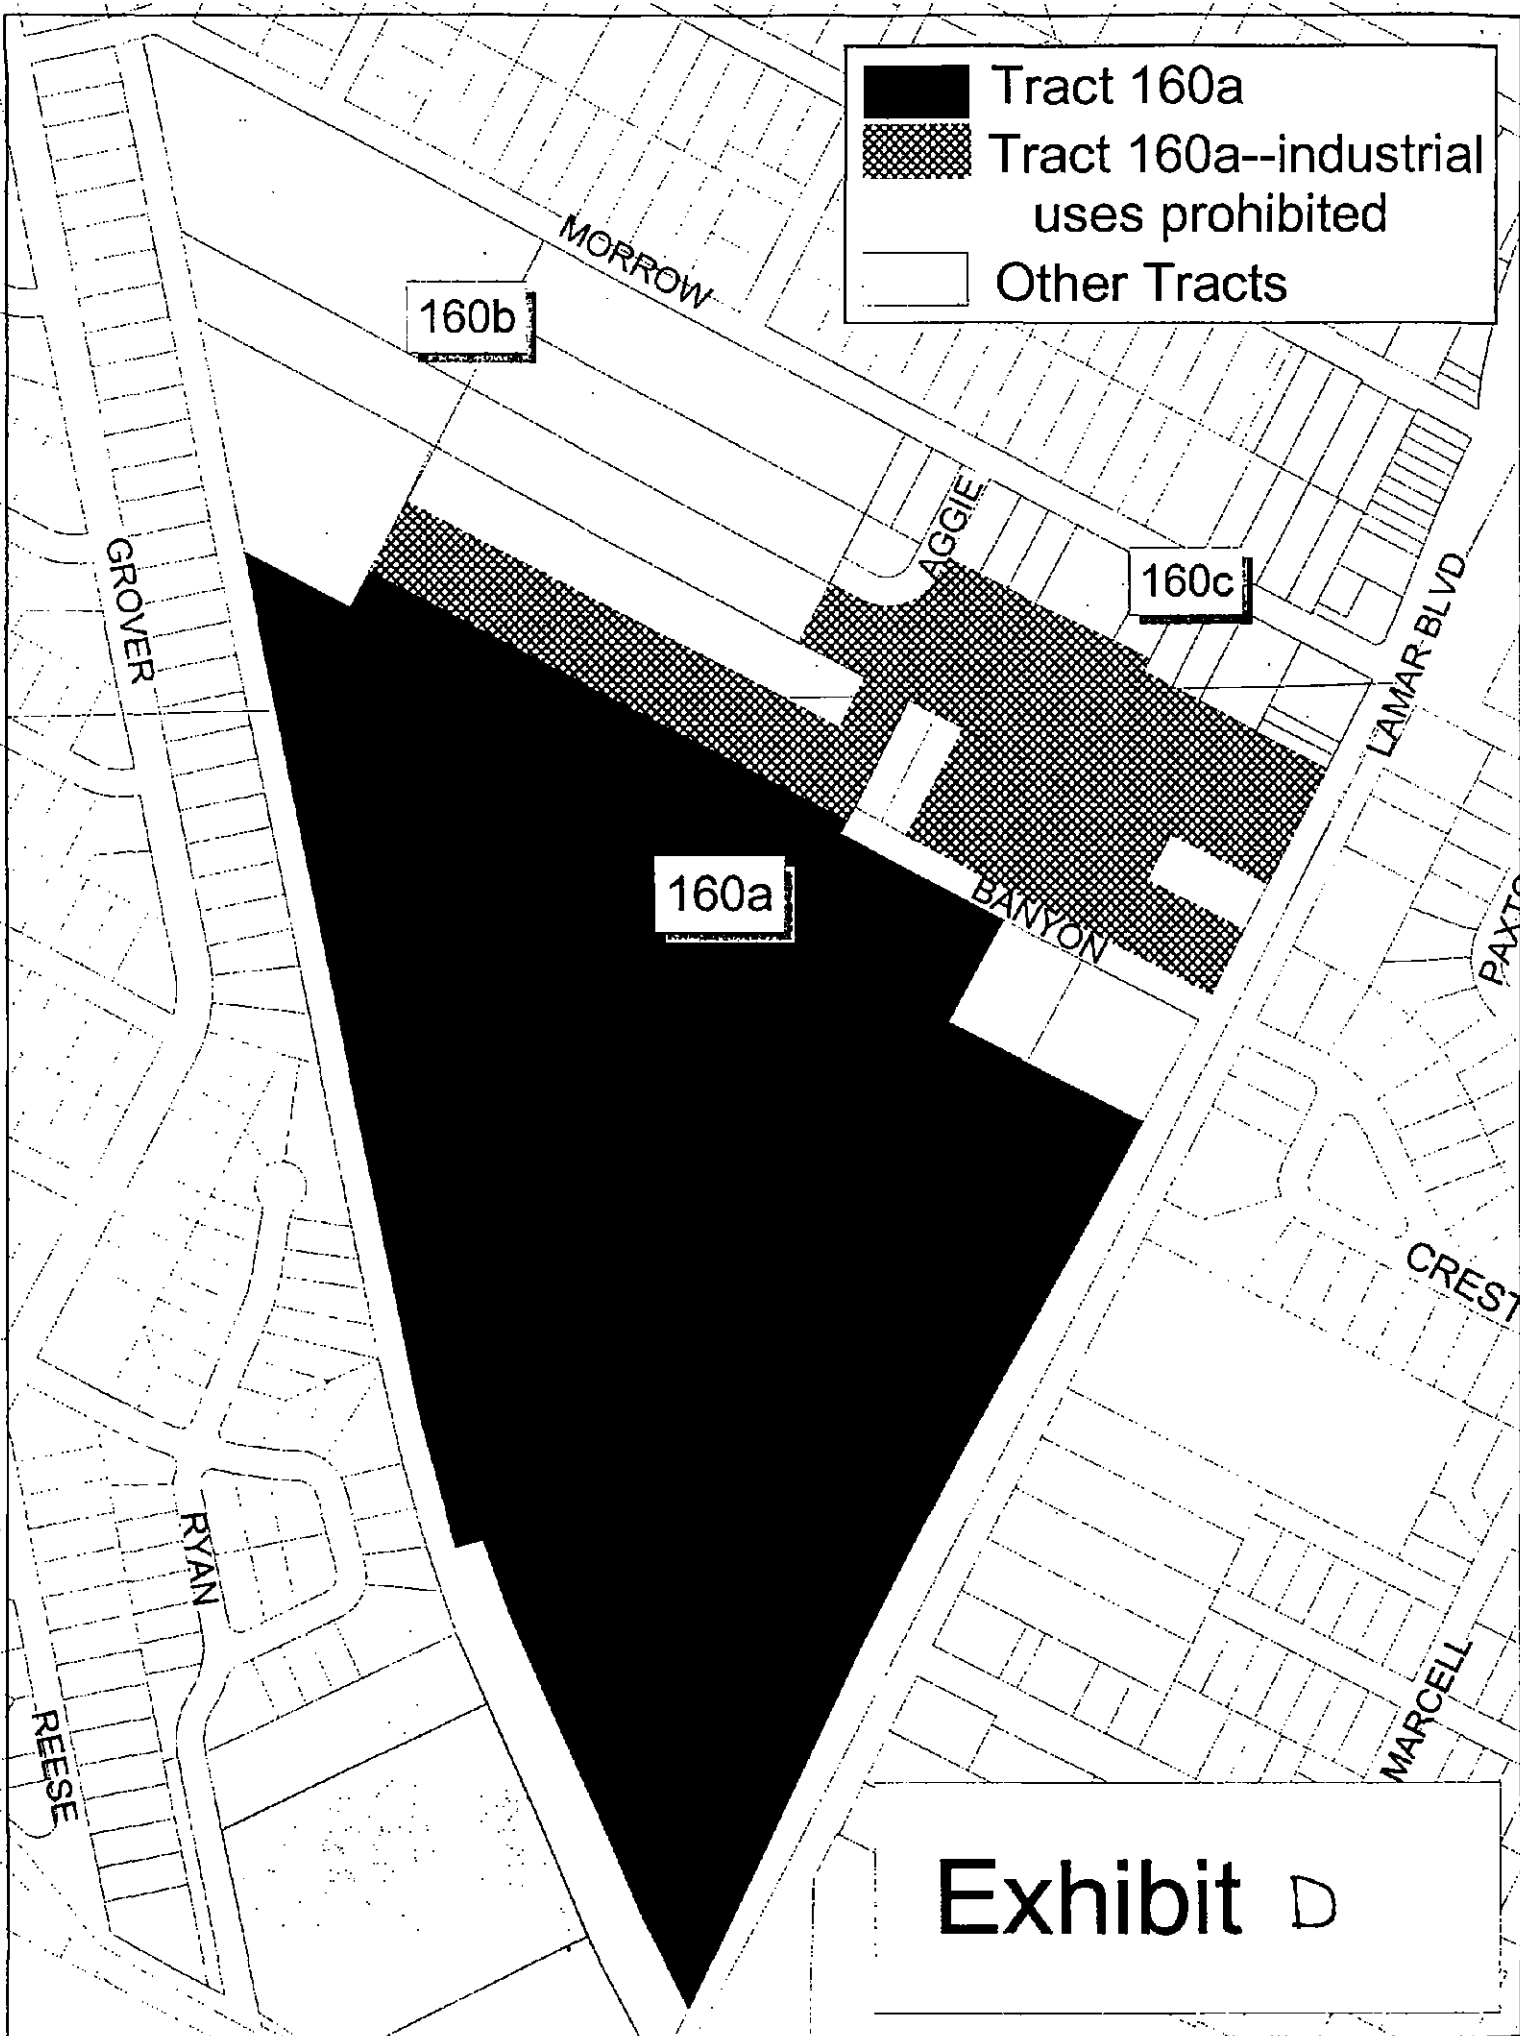 Tract 160a
Tract 160a--industrial
uses prohibited
Other Tracts
MORROW
160b
AGGIE
160c
GROVER
LAMAR BLVD
160a
BANYON
PAXTO
CREST
RYAN
MARCELL
REESE
Exhibit D